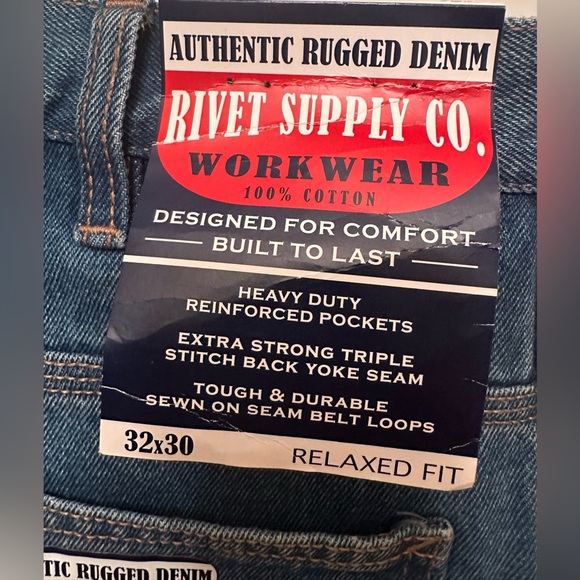 AUTHENTIC RUGGED DENIM
RIVET SUPPLY CO.
WORKWEAR
100% COTTON
DESIGNED FOR COMFORT
BUILT TO LAST
HEAVY DUTY
REINFORCED POCKETS
EXTRA STRONG TRIPLE
STITCH BACK YOKE SEAM
TOUGH & DURABLE
SEWN ON SEAM BELT LOOPS
32x30
RELAXED FIT
TIC RUGGED DENIM